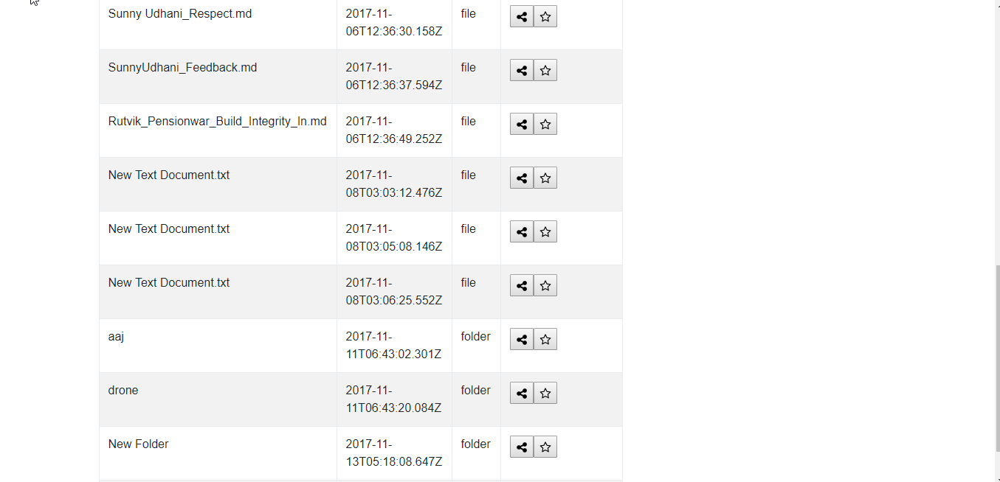 Sunny Udhani_Respect.md 2017-11- file
06T12:36:30.158Z
SunnyUdhani_Feedback.md 2017-11- file
06T12:36:37.594Z
Rutvik_Pensionwar_Build_Integrity_In.md 2017-11- file
06T12:36:49.252Z
New Text Document.txt 2017-11- file
08T03:03:12.476Z
New Text Document.txt 2017-11- file
08T03:05:08.146Z
New Text Document.txt 2017-11- file
08T03:06:25.552Z
aaj 2017-11- folder
11T06:43:02.301Z
drone 2017-11- folder
11T06:43:20.084Z
New Folder 2017-11- folder
13T05:18:08.647Z